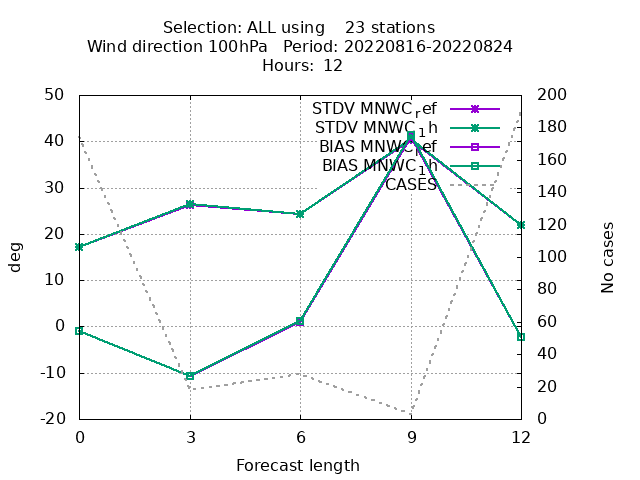 Selection: ALL using 23 stations
Wind direction 100hPa Period: 20220816-20220824
Hours: 12
STDV MNWC_ref
STDV MNWC_1h
BIAS MNWC_ref
BIAS MNWC_1h
CASES
50
40
30
20
10
0
-10
-20
deg
200
180
160
140
120
100
80
60
40
20
0
No cases
0 3 6 9 12
Forecast length